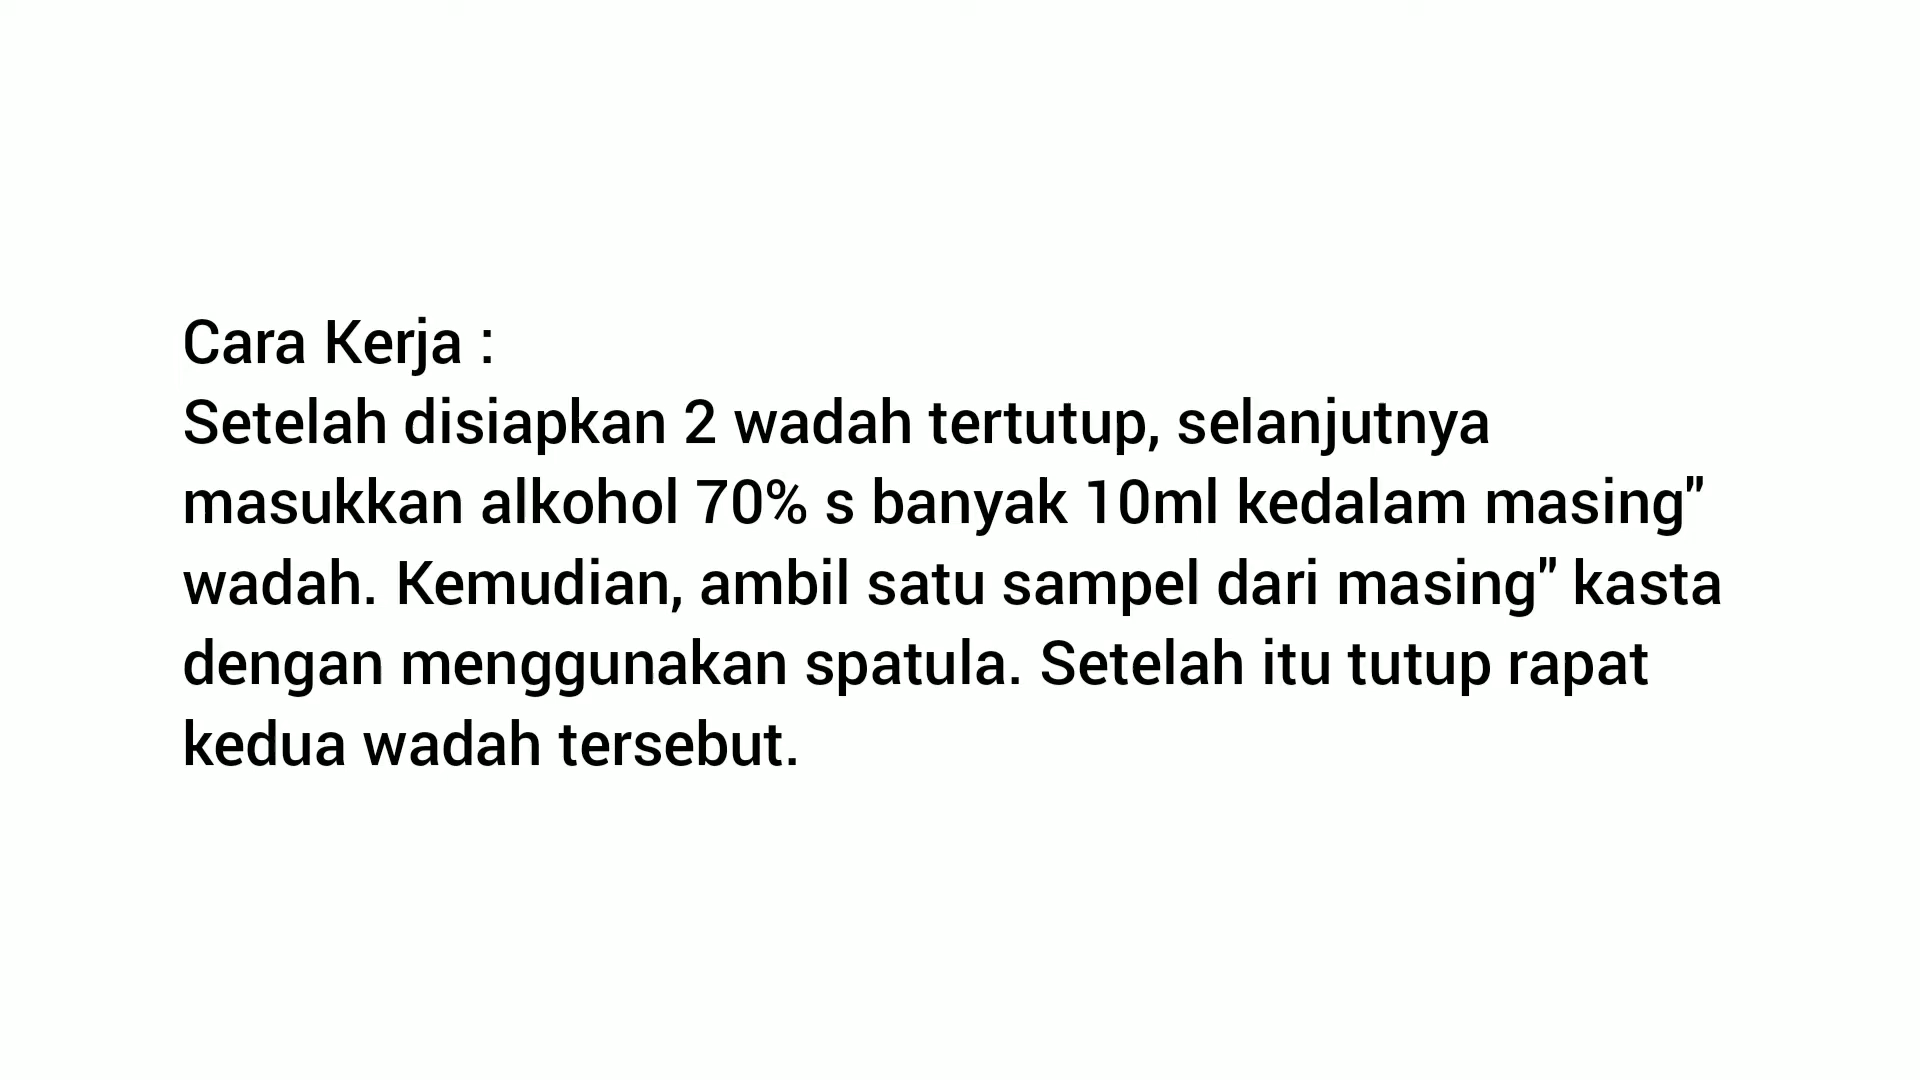 Cara Kerja :
Setelah disiapkan 2 wadah tertutup, selanjutnya
masukkan alkohol 70% s banyak 10ml kedalam masing"
wadah. Kemudian, ambil satu sampel dari masing" kasta
dengan menggunakan spatula. Setelah itu tutup rapat
kedua wadah tersebut.